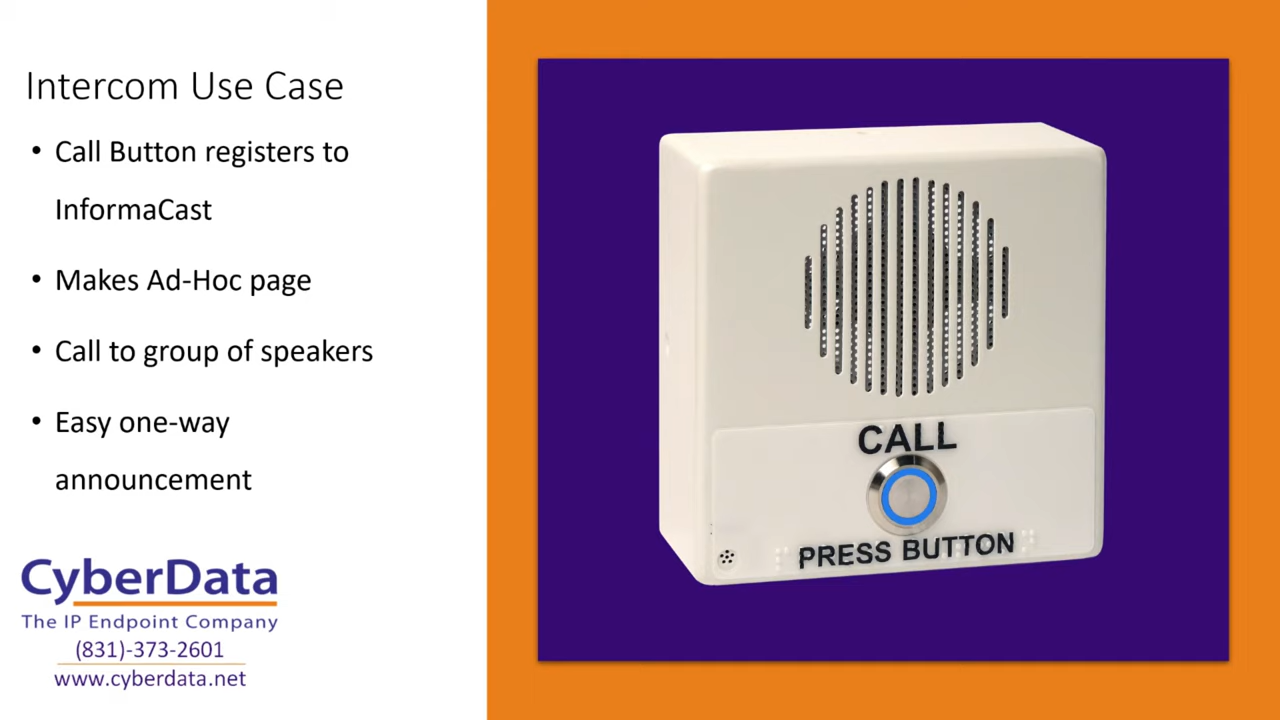 Intercom Use Case
• Call Button registers to
InformaCast
• Makes Ad-Hoc page
• Call to group of speakers
• Easy one-way
announcement
CyberData
The IP Endpoint Company
(831)-373-2601
www.cyberdata.net
CALL
PRESS BUTTON